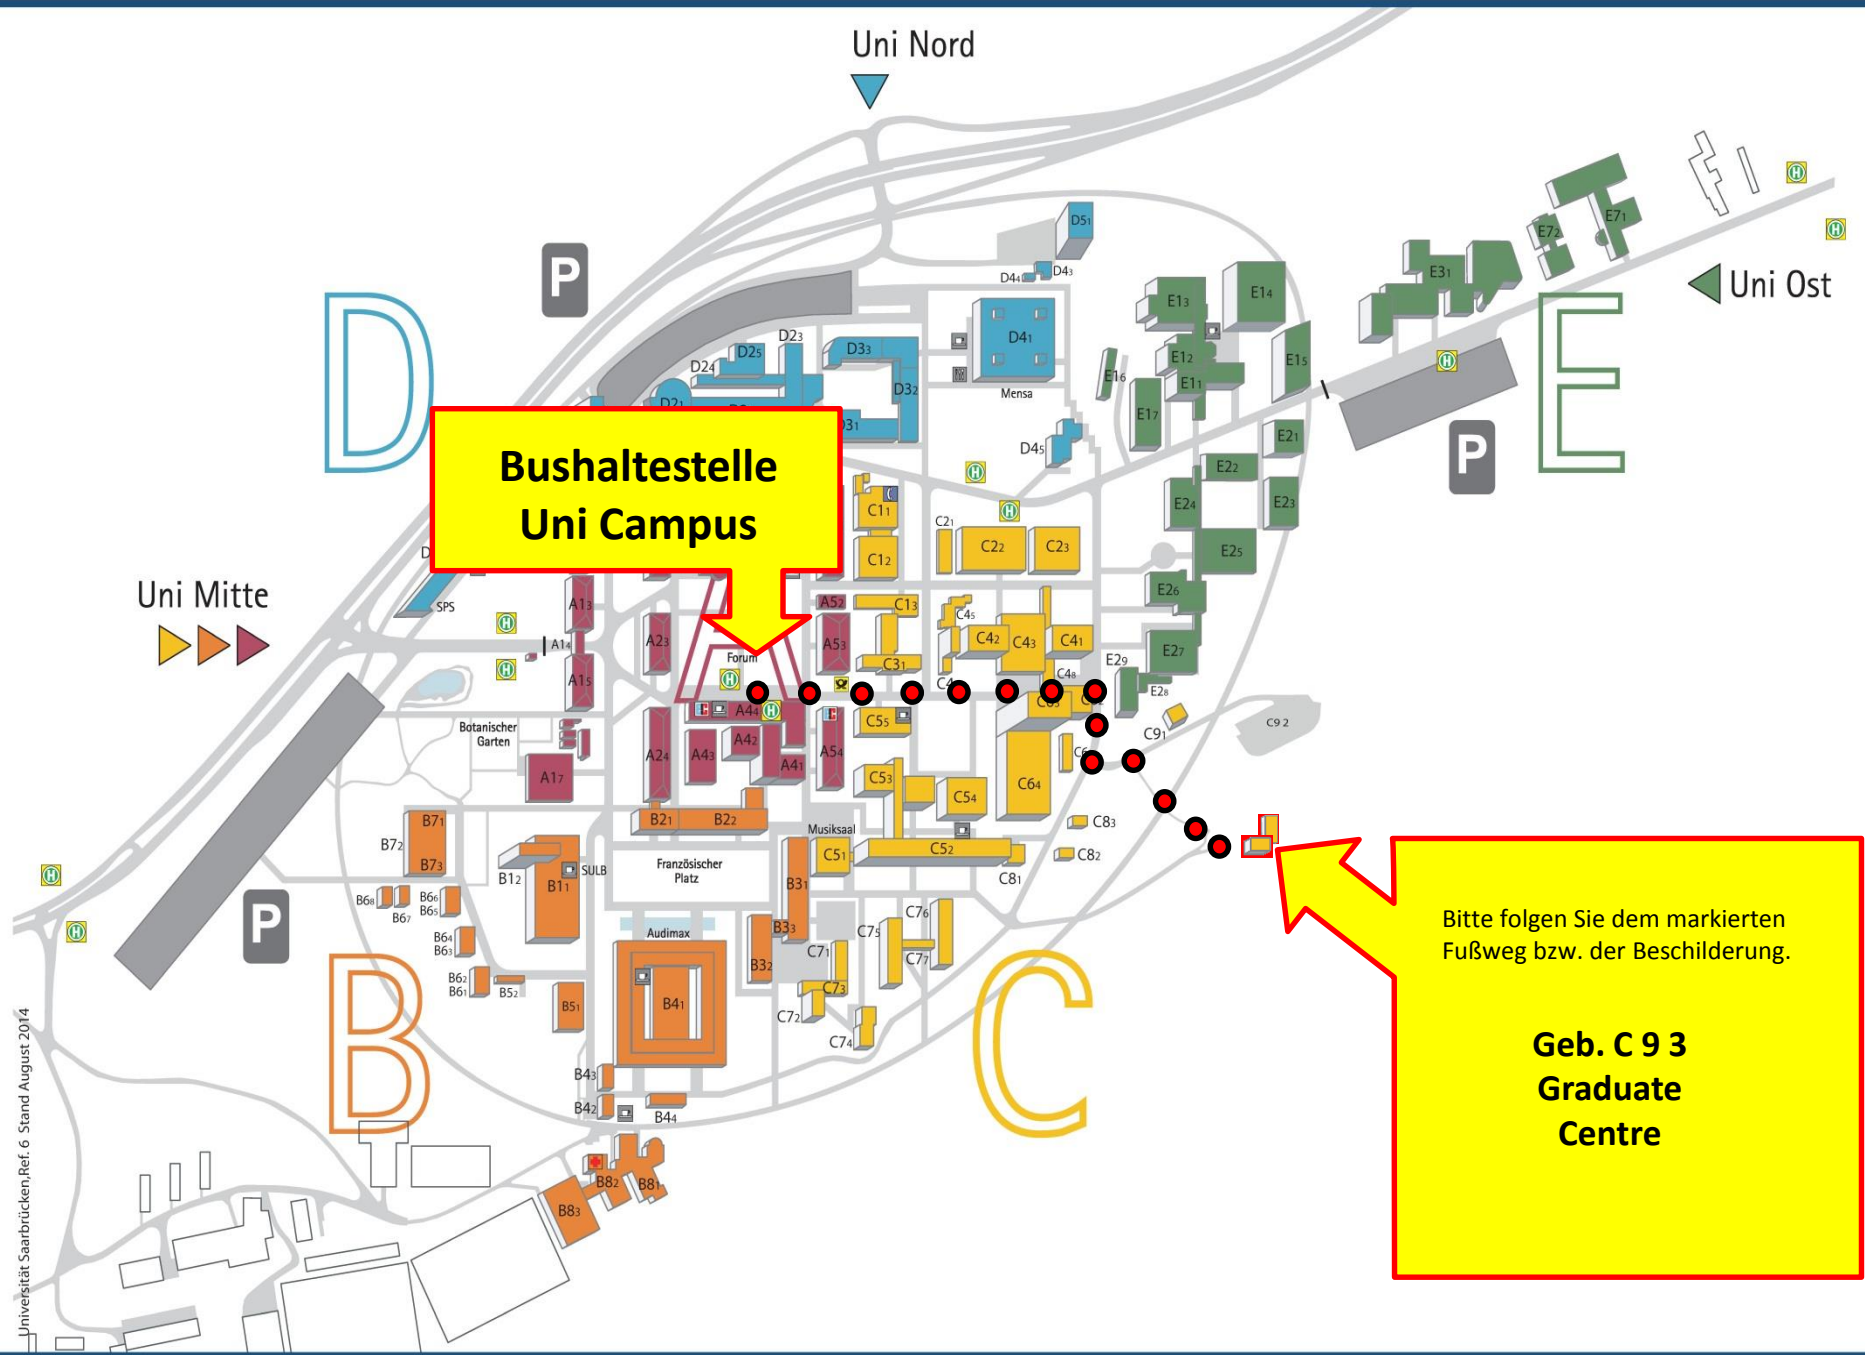 Uni Nord
D5₁
D4₄
D4₃
E7₁
E7₂
E3₁
Uni Ost
P
D
E
E1₃
E1₄
D2₃
D2₅
D2₄
D3₃
D3₂
D4₁
Mensa
E1₂
E1₁
E1₅
E1₆
E1₇
D2₁
D3₁
D4₅
E2₁
E2₂
P
Bushaltestelle
Uni Campus
H
H
C1₁
C2₁
C2₂
C2₃
C1₂
E2₄
E2₃
E2₅
Uni Mitte
SPS
A1₃
A1₄
A1₅
A2₃
A5₂
A5₃
C1₃
C3₁
C4₅
C4₂
C4₃
C4₁
C4₈
E2₆
E2₇
E2₉
E2₈
Forum
Botanischer
Garten
A1₇
A2₄
A4₄
A4₃
A4₂
A4₁
A5₄
C5₅
C5₃
C5₄
C6₄
C9₁
C9 2
B7₁
B7₂
B7₃
B2₁
B2₂
Musiksaal
C5₁
C5₂
C8₃
C8₂
C8₁
SULB
B1₂
B1₁
Französischer
Platz
B3₁
B6₈
B6₇
B6₆
B6₅
B6₄
B6₃
B6₂
B6₁
B5₂
B5₁
P
Audimax
B3₃
B3₂
B4₁
C7₁
C7₅
C7₆
C7₇
C7₃
C7₂
C7₄
B
C
B4₃
B4₂
B4₄
B8₂
B8₁
B8₃
Bitte folgen Sie dem markierten
Fußweg bzw. der Beschilderung.
Geb. C 9 3
Graduate
Centre
Universität Saarbrücken,Ref. 6 Stand August 2014